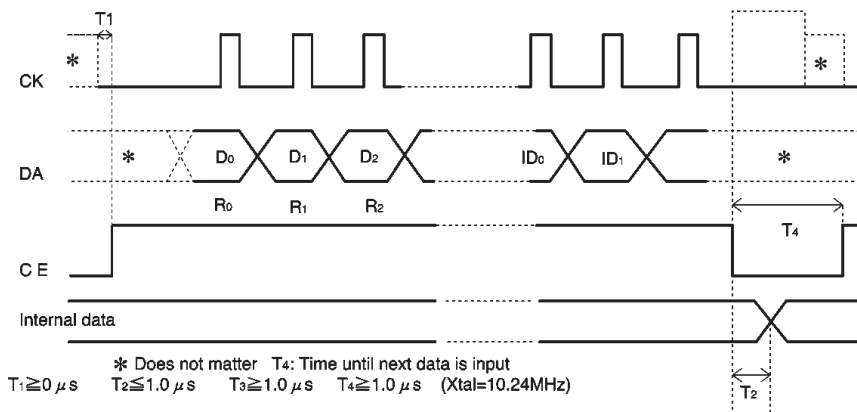 T1
*
*
CK
* D0 D1 D2 ID0 ID1 *
DA
R0 R1 R2
T4
C E
Internal data
* Does not matter T4: Time until next data is input
T1≧0 μs T2≦1.0 μs T3≧1.0 μs T4≧1.0 μs (Xtal=10.24MHz)
T2